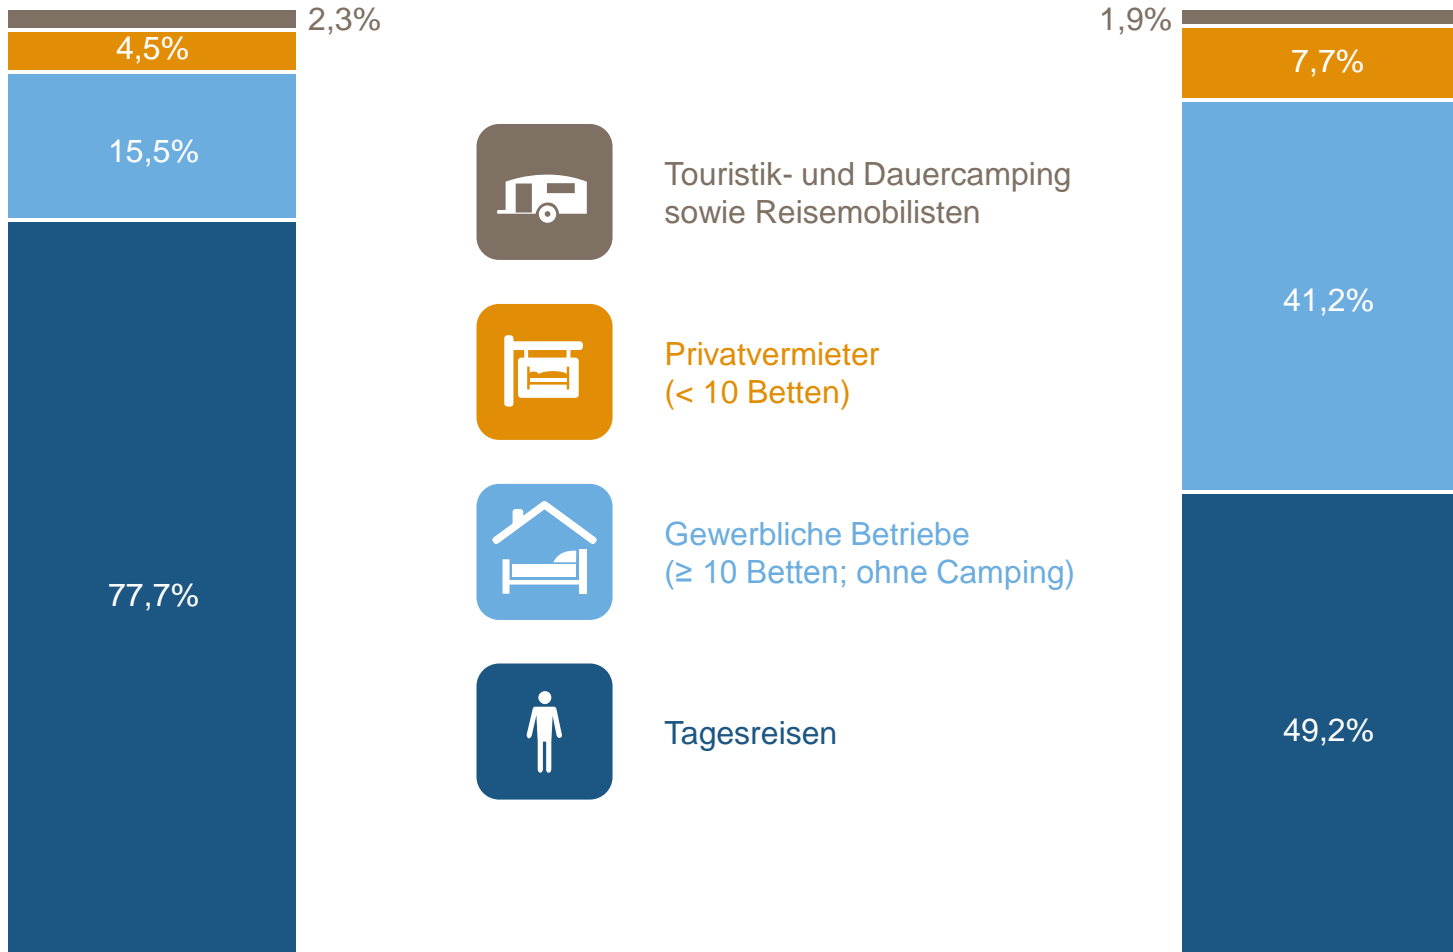 2,3%
4,5%
15,5%
77,7%
Touristik- und Dauercamping
sowie Reisemobilisten
Privatvermieter
(< 10 Betten)
Gewerbliche Betriebe
(≥ 10 Betten; ohne Camping)
Tagesreisen
1,9%
7,7%
41,2%
49,2%